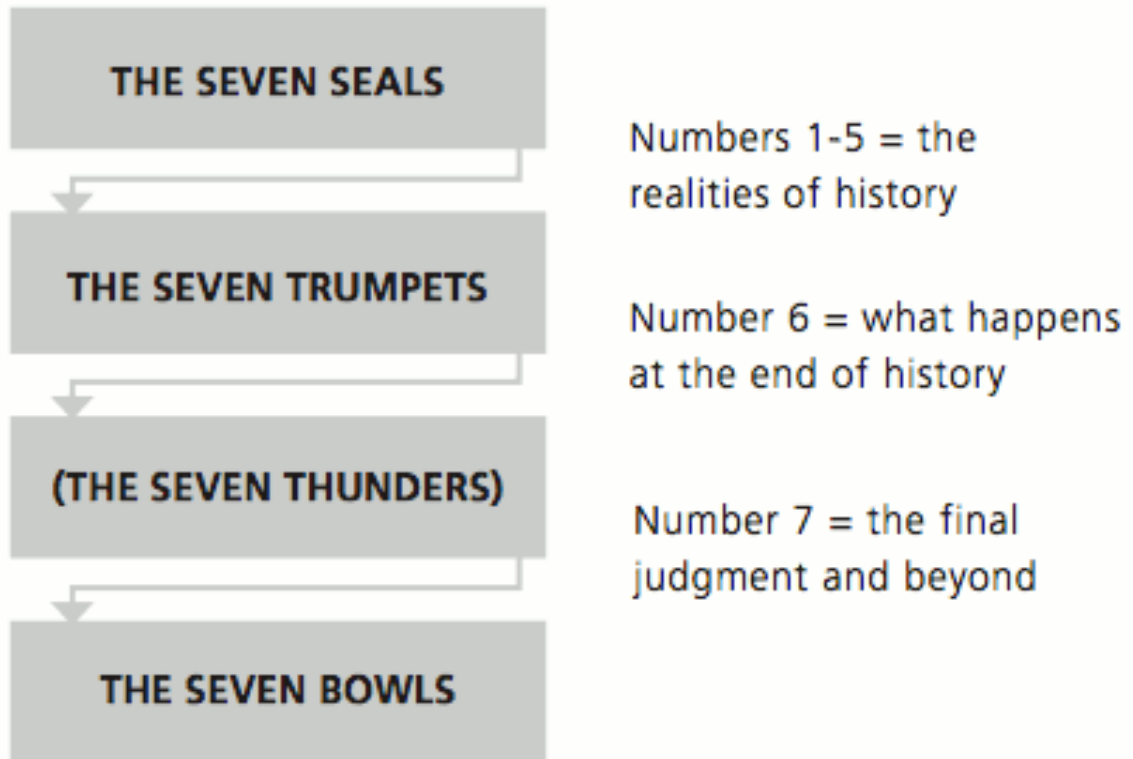 THE SEVEN SEALS
Numbers 1-5 = the
realities of history
THE SEVEN TRUMPETS
Number 6 = what happens
at the end of history
(THE SEVEN THUNDERS)
Number 7 = the final
judgment and beyond
THE SEVEN BOWLS